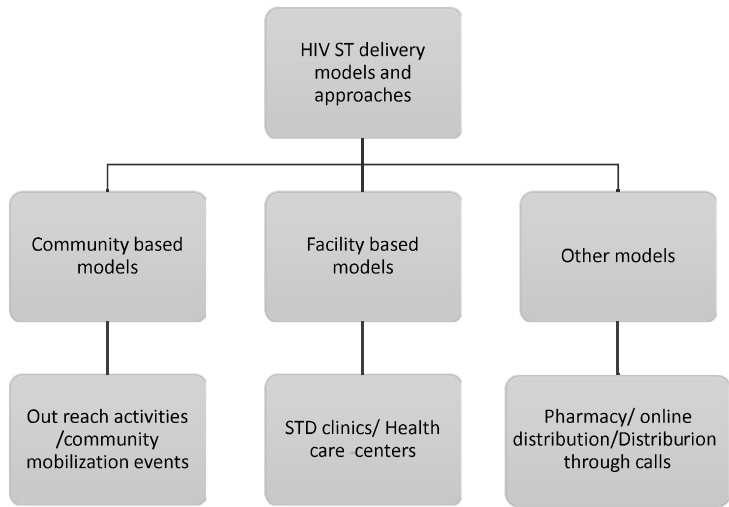 HIV ST delivery
models and
approaches
Community based
models
Facility based
models
Other models
Out reach activities
/community
mobilization events
STD clinics/ Health
care centers
Pharmacy/ online
distribution/Distriburion
through calls